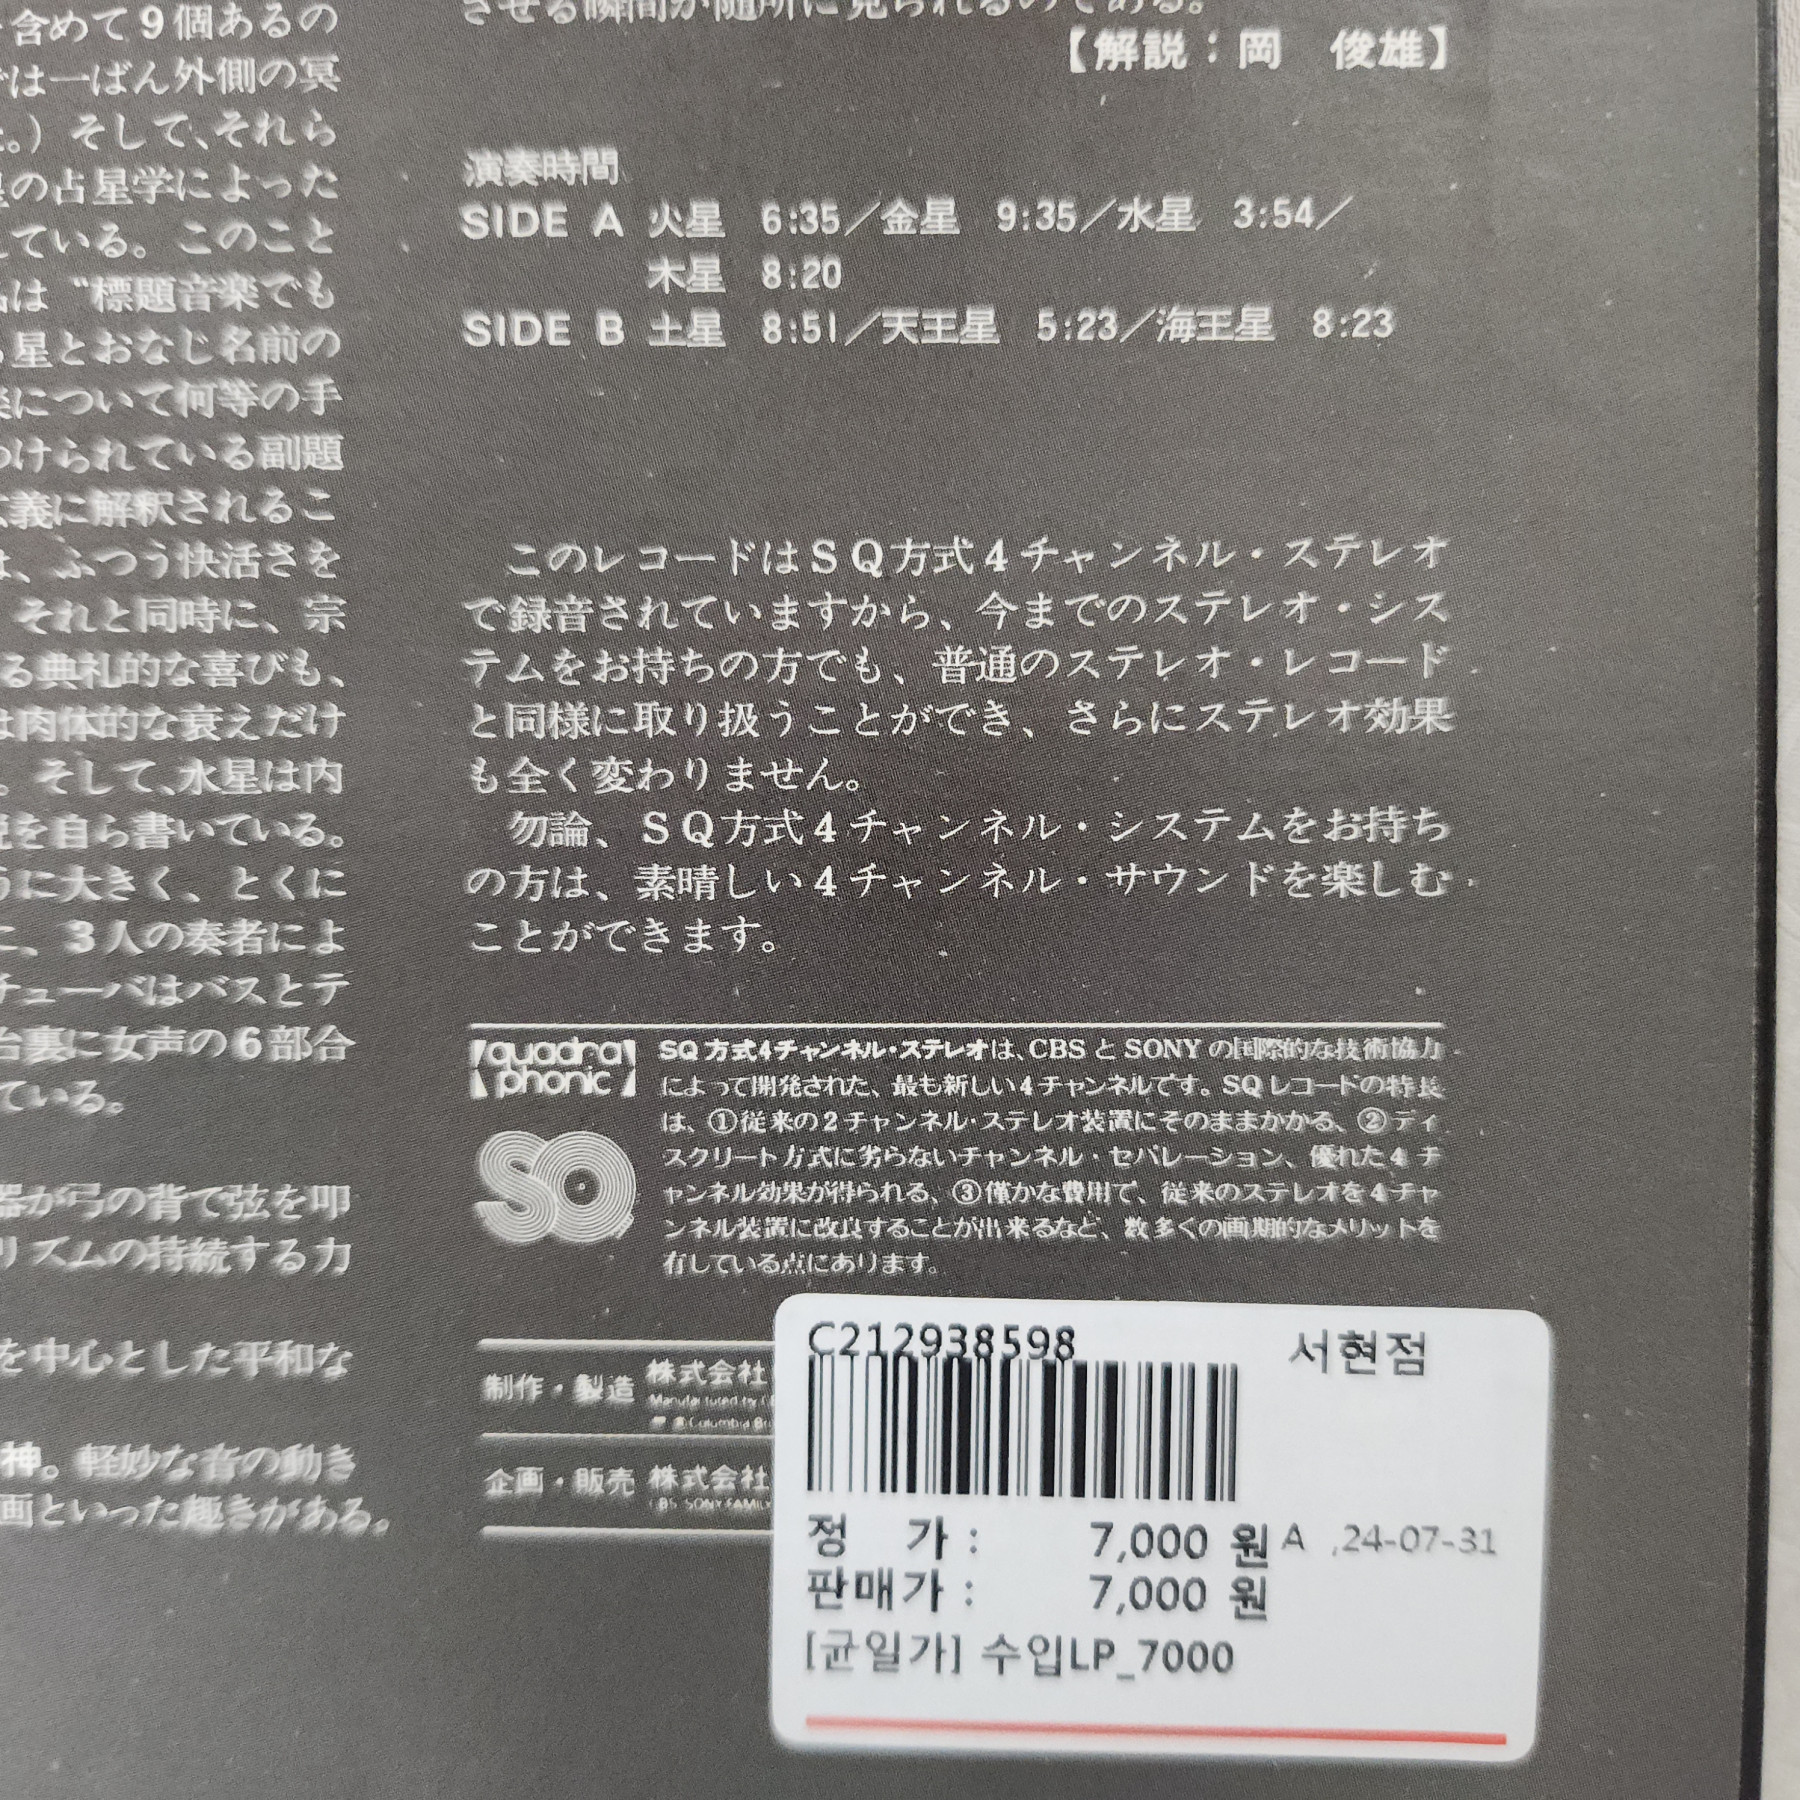 含めて9個あるの
は一ばん外側の冥
。）そして、それら
の占星学によった
ている。このこと
は“標題音楽でも
星とおなじ名前の
について何等の手
けられている副題
義に解釈されるこ
、ふつう快活さを
それと同時に、宗
る典礼的な喜びも、
は肉体的な衰えだけ
。そして、水星は内
を自ら書いている。
に大きく、とくに
、3人の奏者によ
チューバはバスとテ
台裏に女声の6部合
ている。
器が弓の背で弦を叩
リズムの持続する力
を中心とした平和な
神。軽妙な音の動き
画といった趣きがある。
させる瞬間が随所に見られるのである。
【解説：岡　俊雄】
演奏時間
SIDE A 火星 6:35／金星 9:35／水星 3:54／
木星 8:20
SIDE B 土星 8:51／天王星 5:23／海王星 8:23
このレコードはSQ方式4チャンネル・ステレオ
で録音されていますから、今までのステレオ・シス
テムをお持ちの方でも、普通のステレオ・レコード
と同様に取り扱うことができ、さらにステレオ効果
も全く変わりません。
勿論、SQ方式4チャンネル・システムをお持ち
の方は、素晴しい4チャンネル・サウンドを楽しむ
ことができます。
quadra
phonic
SQ
SQ方式4チャンネル・ステレオは、CBSとSONYの国際的な技術協力
によって開発された、最も新しい4チャンネルです。SQレコードの特長
は、①従来の2チャンネル・ステレオ装置にそのままかかる、②ディ
スクリート方式に劣らないチャンネル・セパレーション、優れた4チ
ャンネル効果が得られる、③僅かな費用で、従来のステレオを4チャ
ンネル装置に改良することが出来るなど、数多くの画期的なメリットを
有している点にあります。
制作・製造 株式会社
Manufactured by
Columbia
企画・販売 株式会社
CBS SONY FAMILY
C212938598 서현점
정 가 : 7,000 원 A ,24-07-31
판매가 : 7,000 원
[균일가] 수입LP_7000